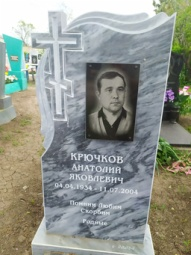 КРЮЧКОВ
АНАТОЛИЙ
ЯКОВЛЕВИЧ
04.01.1934 - 11.07.2004
Помним Любим
Скорбим
Родные